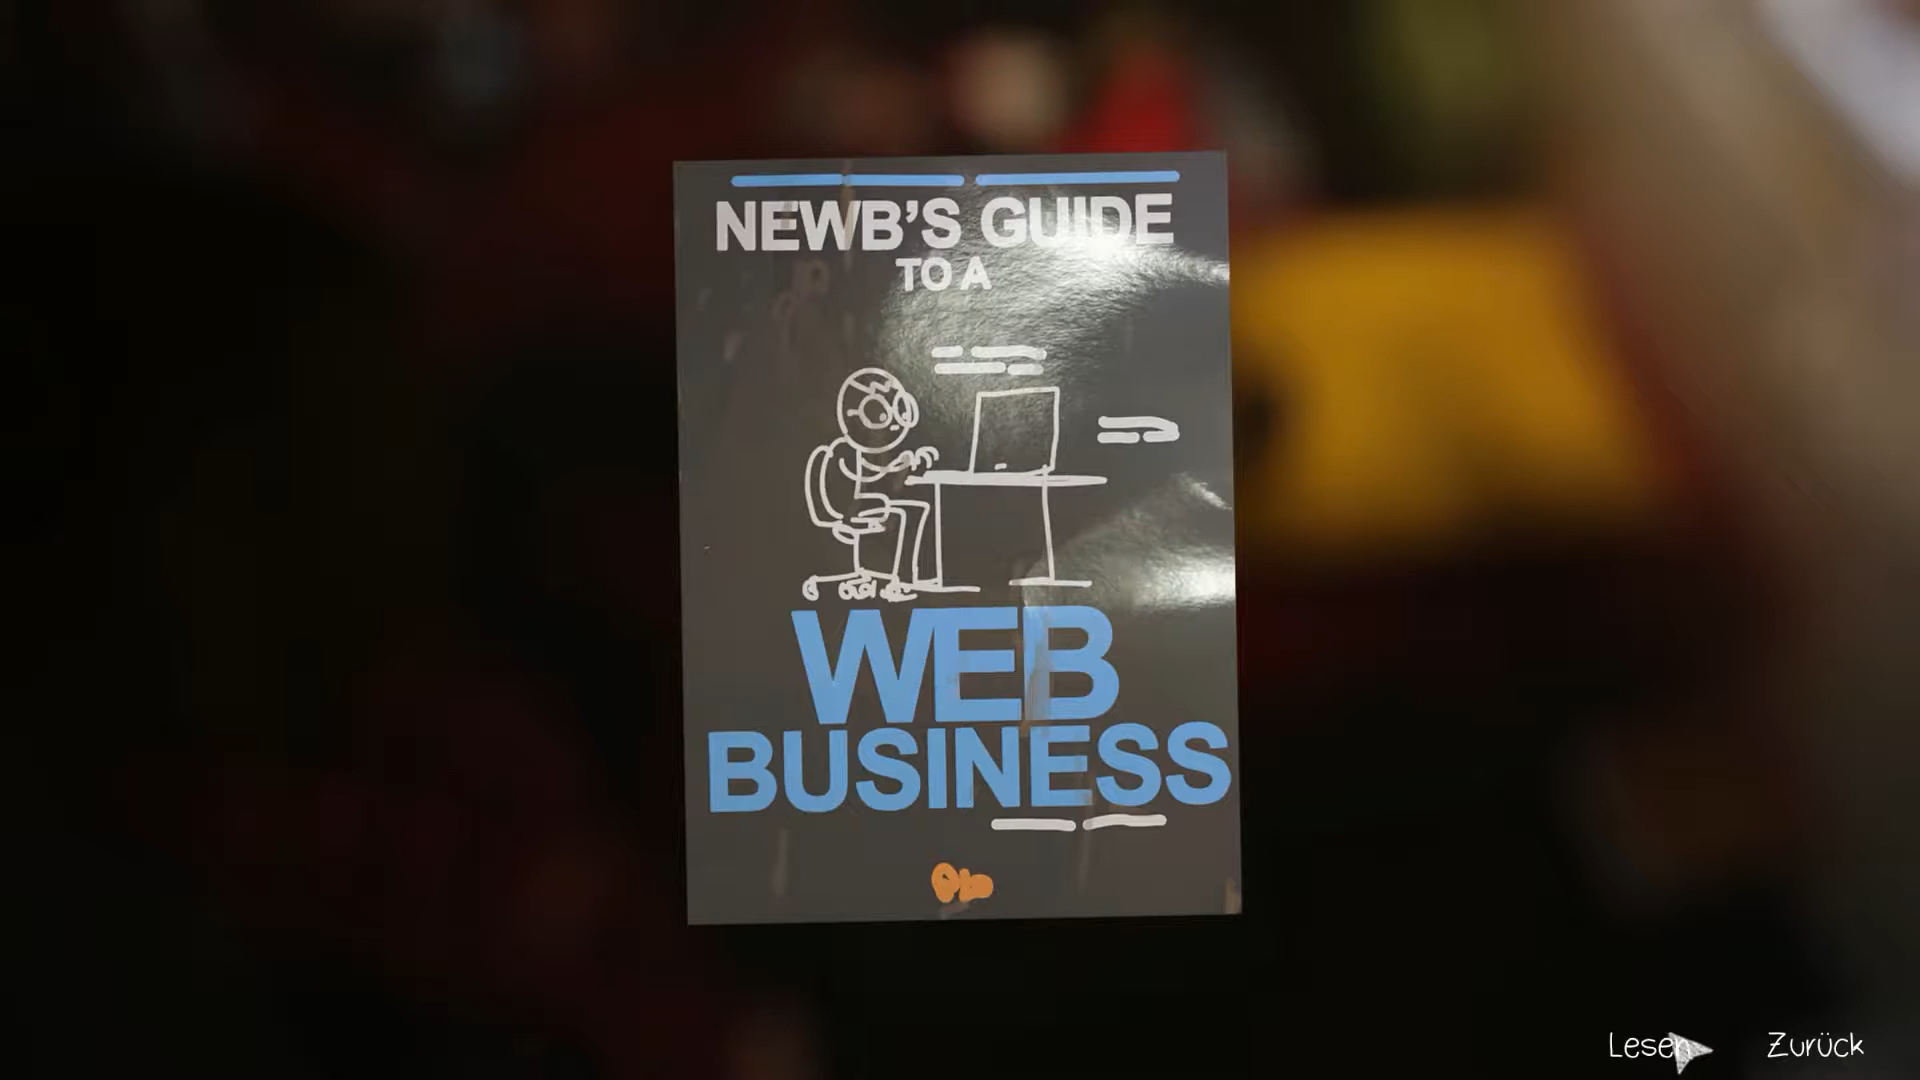 NEWB'S GUIDE
TO A
WEB
BUSINESS
Lesen
Zurück